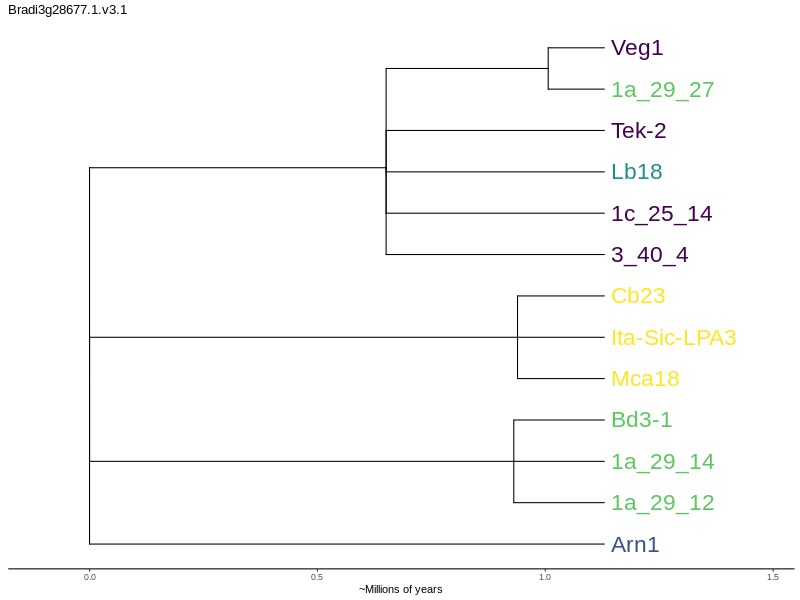 Bradi3g28677.1.v3.1
Veg1
1a_29_27
Tek-2
Lb18
1c_25_14
3_40_4
Cb23
Ita-Sic-LPA3
Mca18
Bd3-1
1a_29_14
1a_29_12
Arn1
0.0 0.5 1.0 1.5
~Millions of years